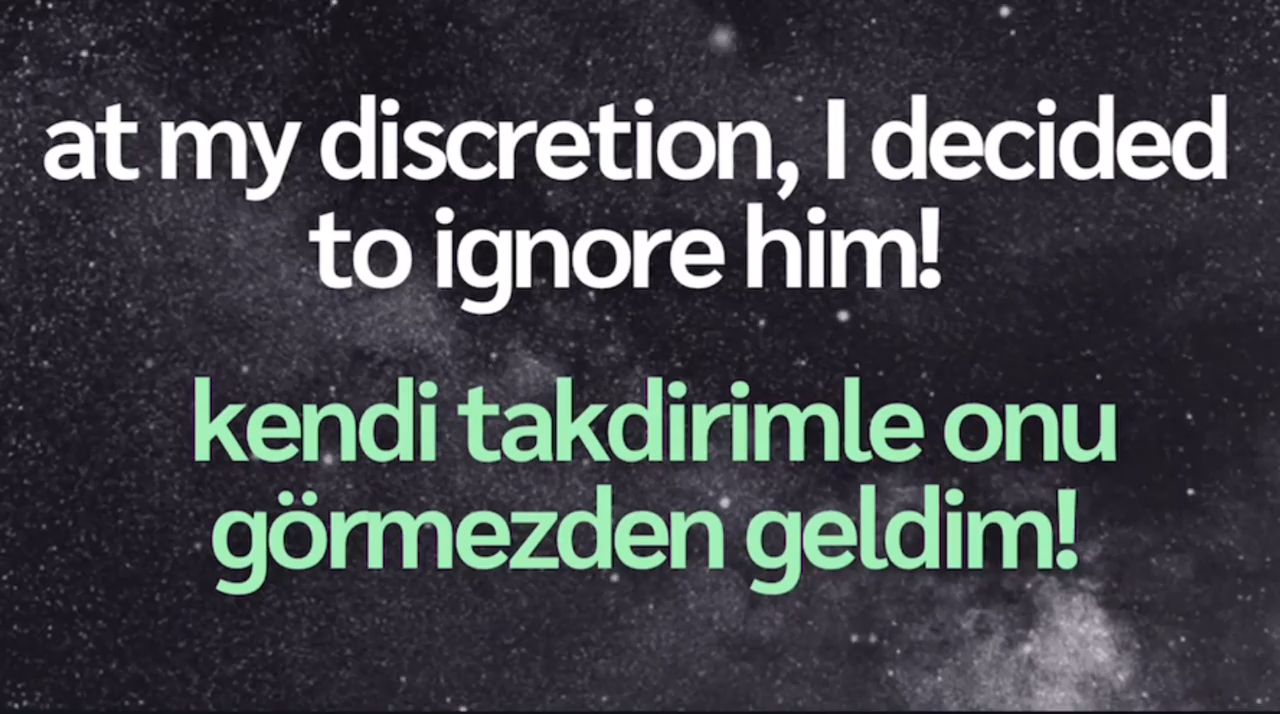 at my discretion, I decided
to ignore him!
kendi takdirimle onu
görmezden geldim!